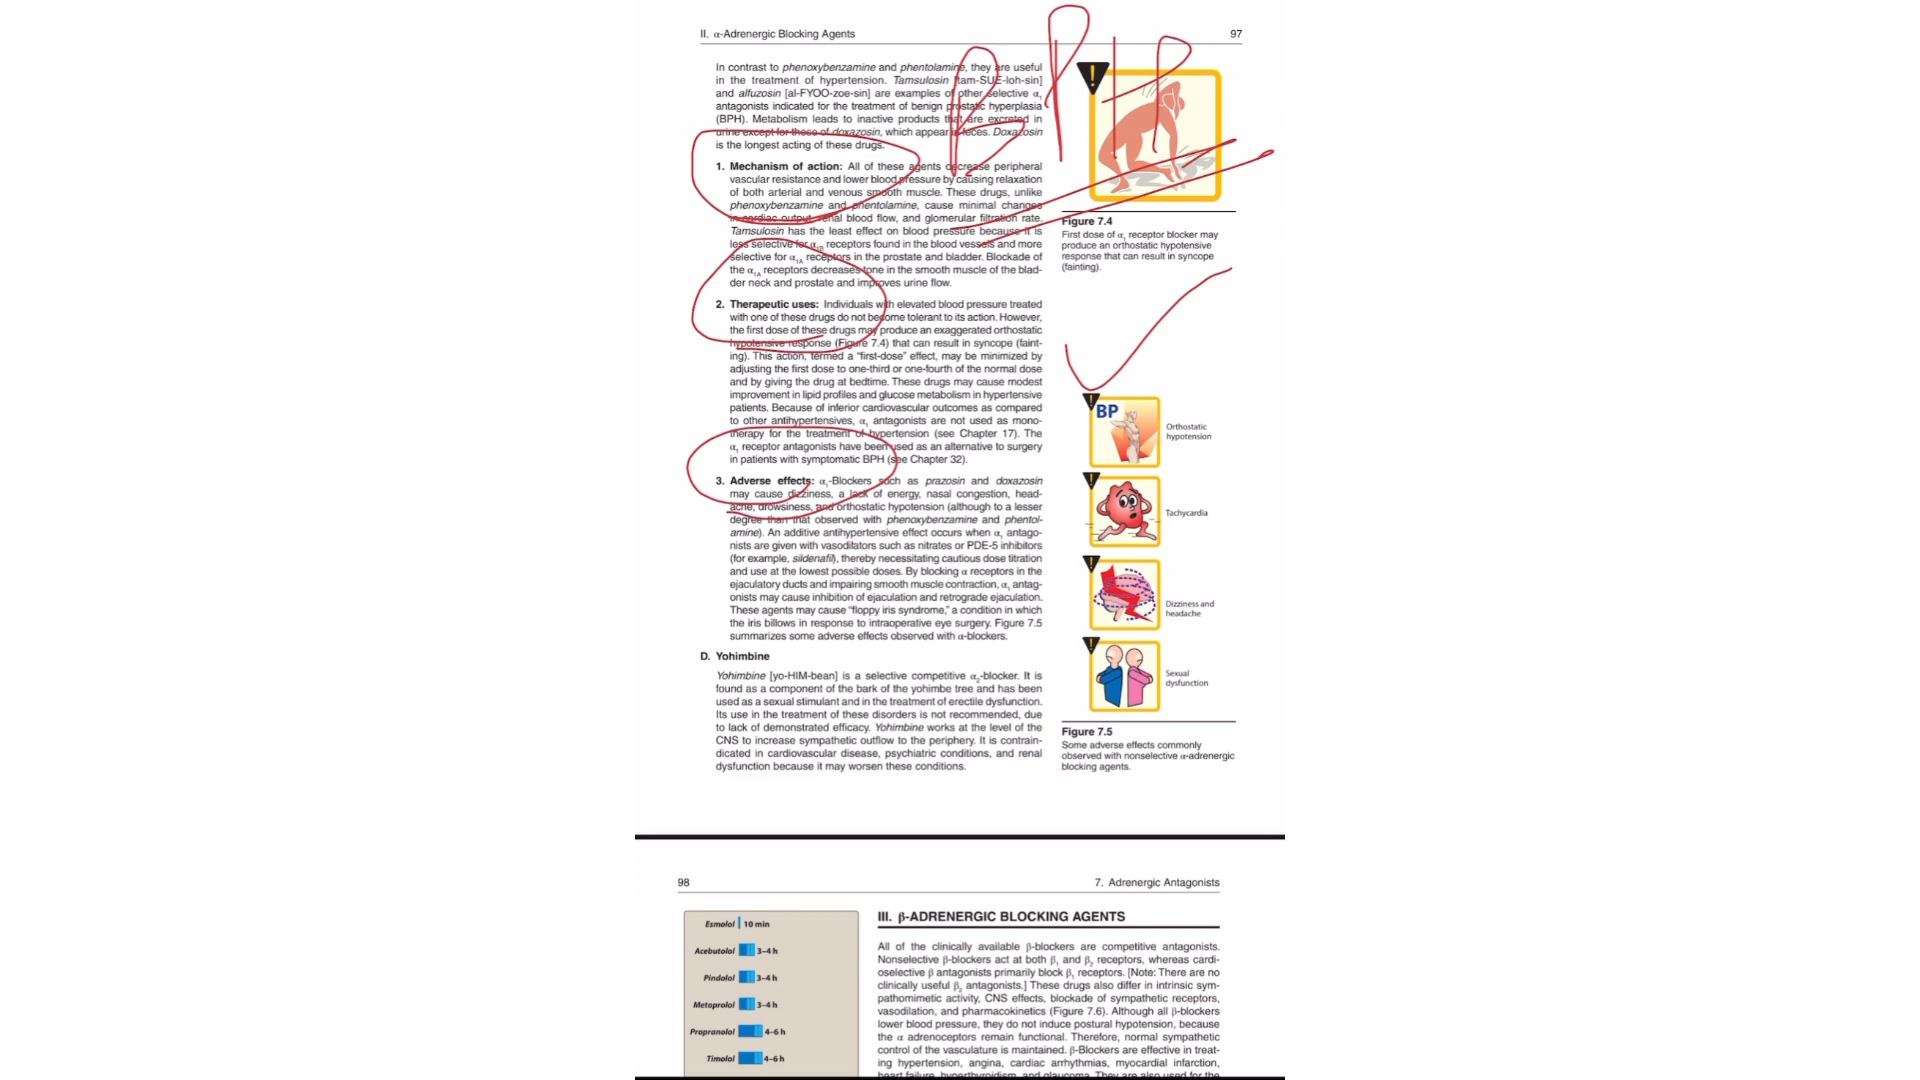 II. α-Adrenergic Blocking Agents 97
In contrast to phenoxybenzamine and phentolamine, they are useful
in the treatment of hypertension. Tamsulosin [tam-SUE-loh-sin]
and alfuzosin [al-FYOO-zoe-sin] are examples of other selective α1
antagonists indicated for the treatment of benign prostatic hyperplasia
(BPH). Metabolism leads to inactive products that are excreted in
urine except for those of doxazosin, which appear in feces. Doxazosin
is the longest acting of these drugs.
1. Mechanism of action: All of these agents decrease peripheral
vascular resistance and lower blood pressure by causing relaxation
of both arterial and venous smooth muscle. These drugs, unlike
phenoxybenzamine and phentolamine, cause minimal changes
in cardiac output, renal blood flow, and glomerular filtration rate.
Tamsulosin has the least effect on blood pressure because it is
less selective for α1B receptors found in the blood vessels and more
selective for α1A receptors in the prostate and bladder. Blockade of
the α1A receptors decreases tone in the smooth muscle of the blad-
der neck and prostate and improves urine flow.
2. Therapeutic uses: Individuals with elevated blood pressure treated
with one of these drugs do not become tolerant to its action. However,
the first dose of these drugs may produce an exaggerated orthostatic
hypotensive response (Figure 7.4) that can result in syncope (faint-
ing). This action, termed a “first-dose” effect, may be minimized by
adjusting the first dose to one-third or one-fourth of the normal dose
and by giving the drug at bedtime. These drugs may cause modest
improvement in lipid profiles and glucose metabolism in hypertensive
patients. Because of inferior cardiovascular outcomes as compared
to other antihypertensives, α1 antagonists are not used as mono-
therapy for the treatment of hypertension (see Chapter 17). The
α1 receptor antagonists have been used as an alternative to surgery
in patients with symptomatic BPH (see Chapter 32).
3. Adverse effects: α1-Blockers such as prazosin and doxazosin
may cause dizziness, a lack of energy, nasal congestion, head-
ache, drowsiness, and orthostatic hypotension (although to a lesser
degree than that observed with phenoxybenzamine and phentol-
amine). An additive antihypertensive effect occurs when α1 antago-
nists are given with vasodilators such as nitrates or PDE-5 inhibitors
(for example, sildenafil), thereby necessitating cautious dose titration
and use at the lowest possible doses. By blocking α receptors in the
ejaculatory ducts and impairing smooth muscle contraction, α1 antag-
onists may cause inhibition of ejaculation and retrograde ejaculation.
These agents may cause “floppy iris syndrome,” a condition in which
the iris billows in response to intraoperative eye surgery. Figure 7.5
summarizes some adverse effects observed with α-blockers.
D. Yohimbine
Yohimbine [yo-HIM-bean] is a selective competitive α2-blocker. It is
found as a component of the bark of the yohimbe tree and has been
used as a sexual stimulant and in the treatment of erectile dysfunction.
Its use in the treatment of these disorders is not recommended, due
to lack of demonstrated efficacy. Yohimbine works at the level of the
CNS to increase sympathetic outflow to the periphery. It is contrain-
dicated in cardiovascular disease, psychiatric conditions, and renal
dysfunction because it may worsen these conditions.
Figure 7.4
First dose of α1 receptor blocker may
produce an orthostatic hypotensive
response that can result in syncope
(fainting).
BP
Orthostatic
hypotension
Tachycardia
Dizziness and
headache
Sexual
dysfunction
Figure 7.5
Some adverse effects commonly
observed with nonselective α-adrenergic
blocking agents.
98 7. Adrenergic Antagonists
Esmolol 10 min
Acebutolol 3–4 h
Pindolol 3–4 h
Metoprolol 3–4 h
Propranolol 4–6 h
Timolol 4–6 h
III. β-ADRENERGIC BLOCKING AGENTS
All of the clinically available β-blockers are competitive antagonists.
Nonselective β-blockers act at both β1 and β2 receptors, whereas cardi-
oselective β antagonists primarily block β1 receptors. [Note: There are no
clinically useful β2 antagonists.] These drugs also differ in intrinsic sym-
pathomimetic activity, CNS effects, blockade of sympathetic receptors,
vasodilation, and pharmacokinetics (Figure 7.6). Although all β-blockers
lower blood pressure, they do not induce postural hypotension, because
the α adrenoceptors remain functional. Therefore, normal sympathetic
control of the vasculature is maintained. β-Blockers are effective in treat-
ing hypertension, angina, cardiac arrhythmias, myocardial infarction,
heart failure, hyperthyroidism, and glaucoma. They are also used for the